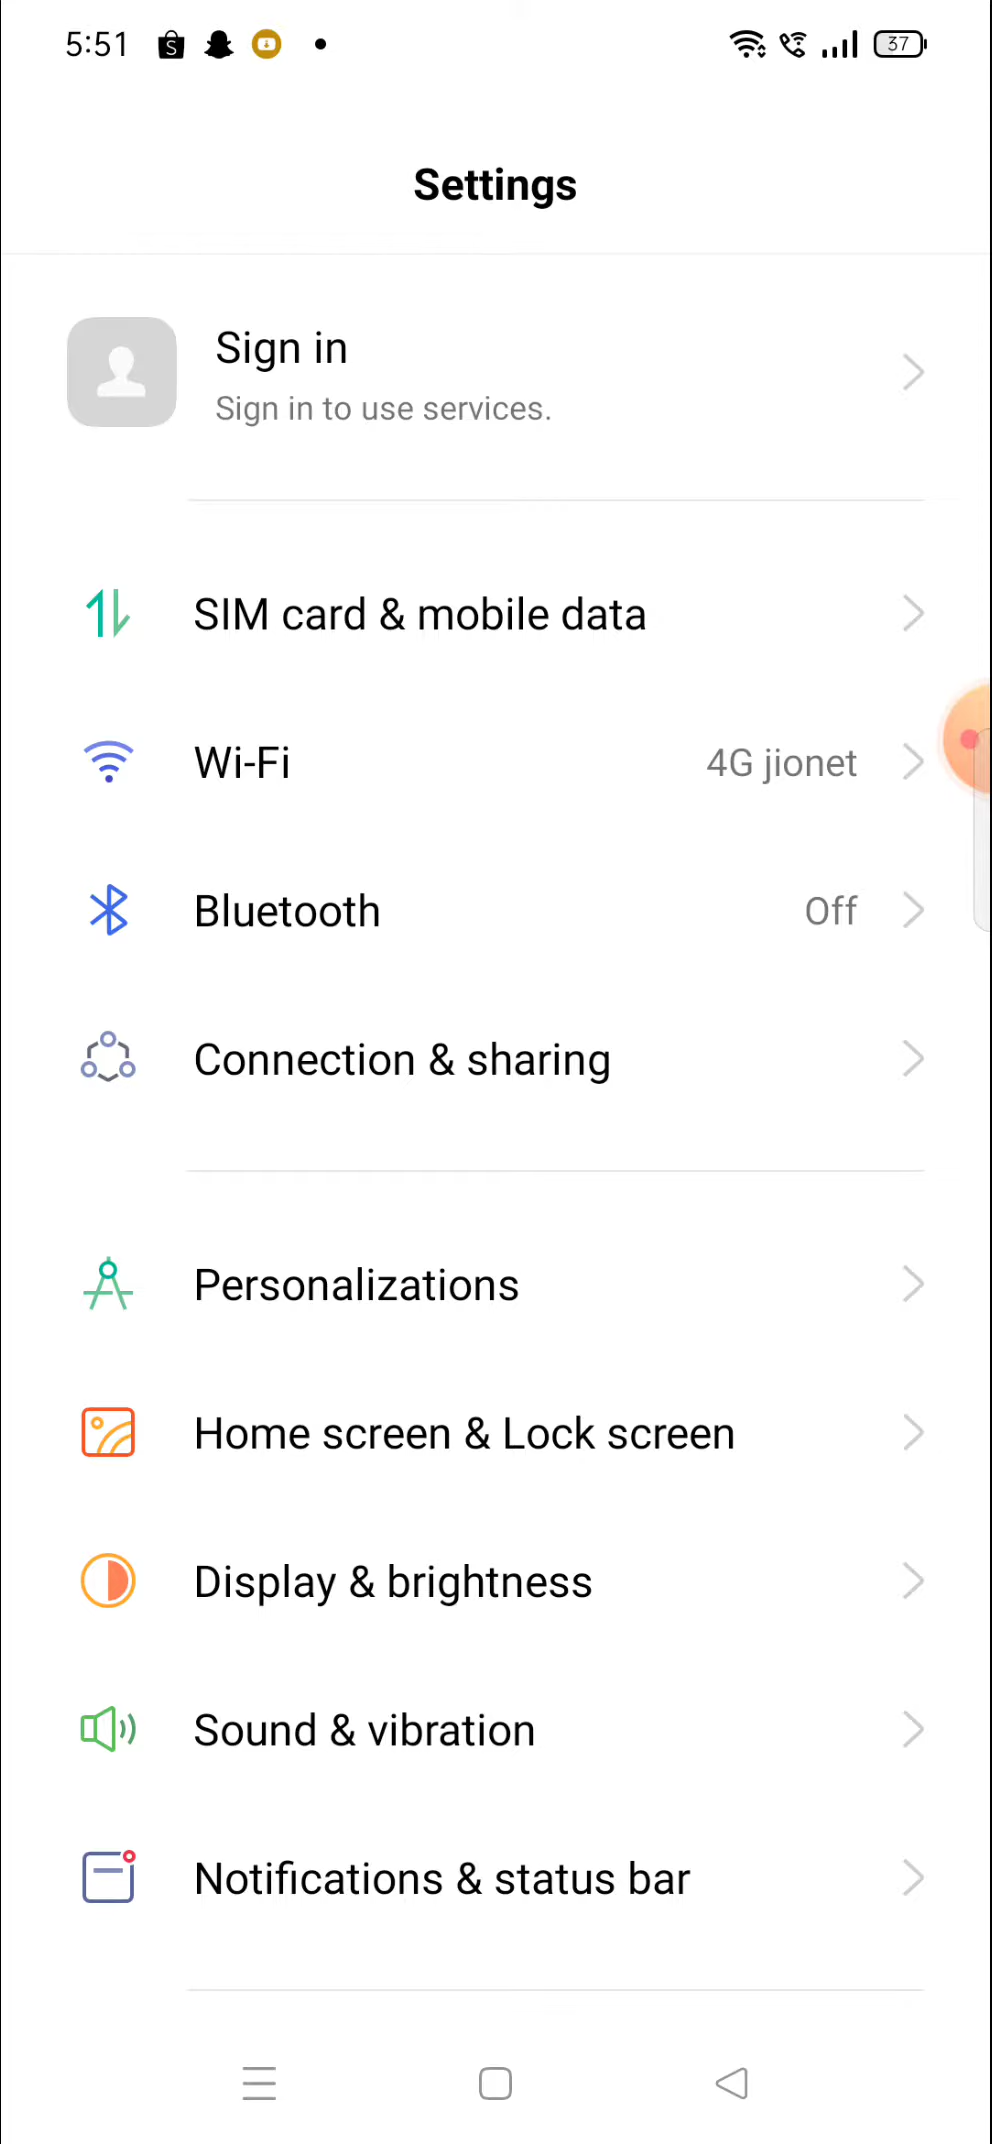 5:51
37
Settings
Sign in
Sign in to use services.
SIM card & mobile data
Wi-Fi 4G jionet
Bluetooth Off
Connection & sharing
Personalizations
Home screen & Lock screen
Display & brightness
Sound & vibration
Notifications & status bar